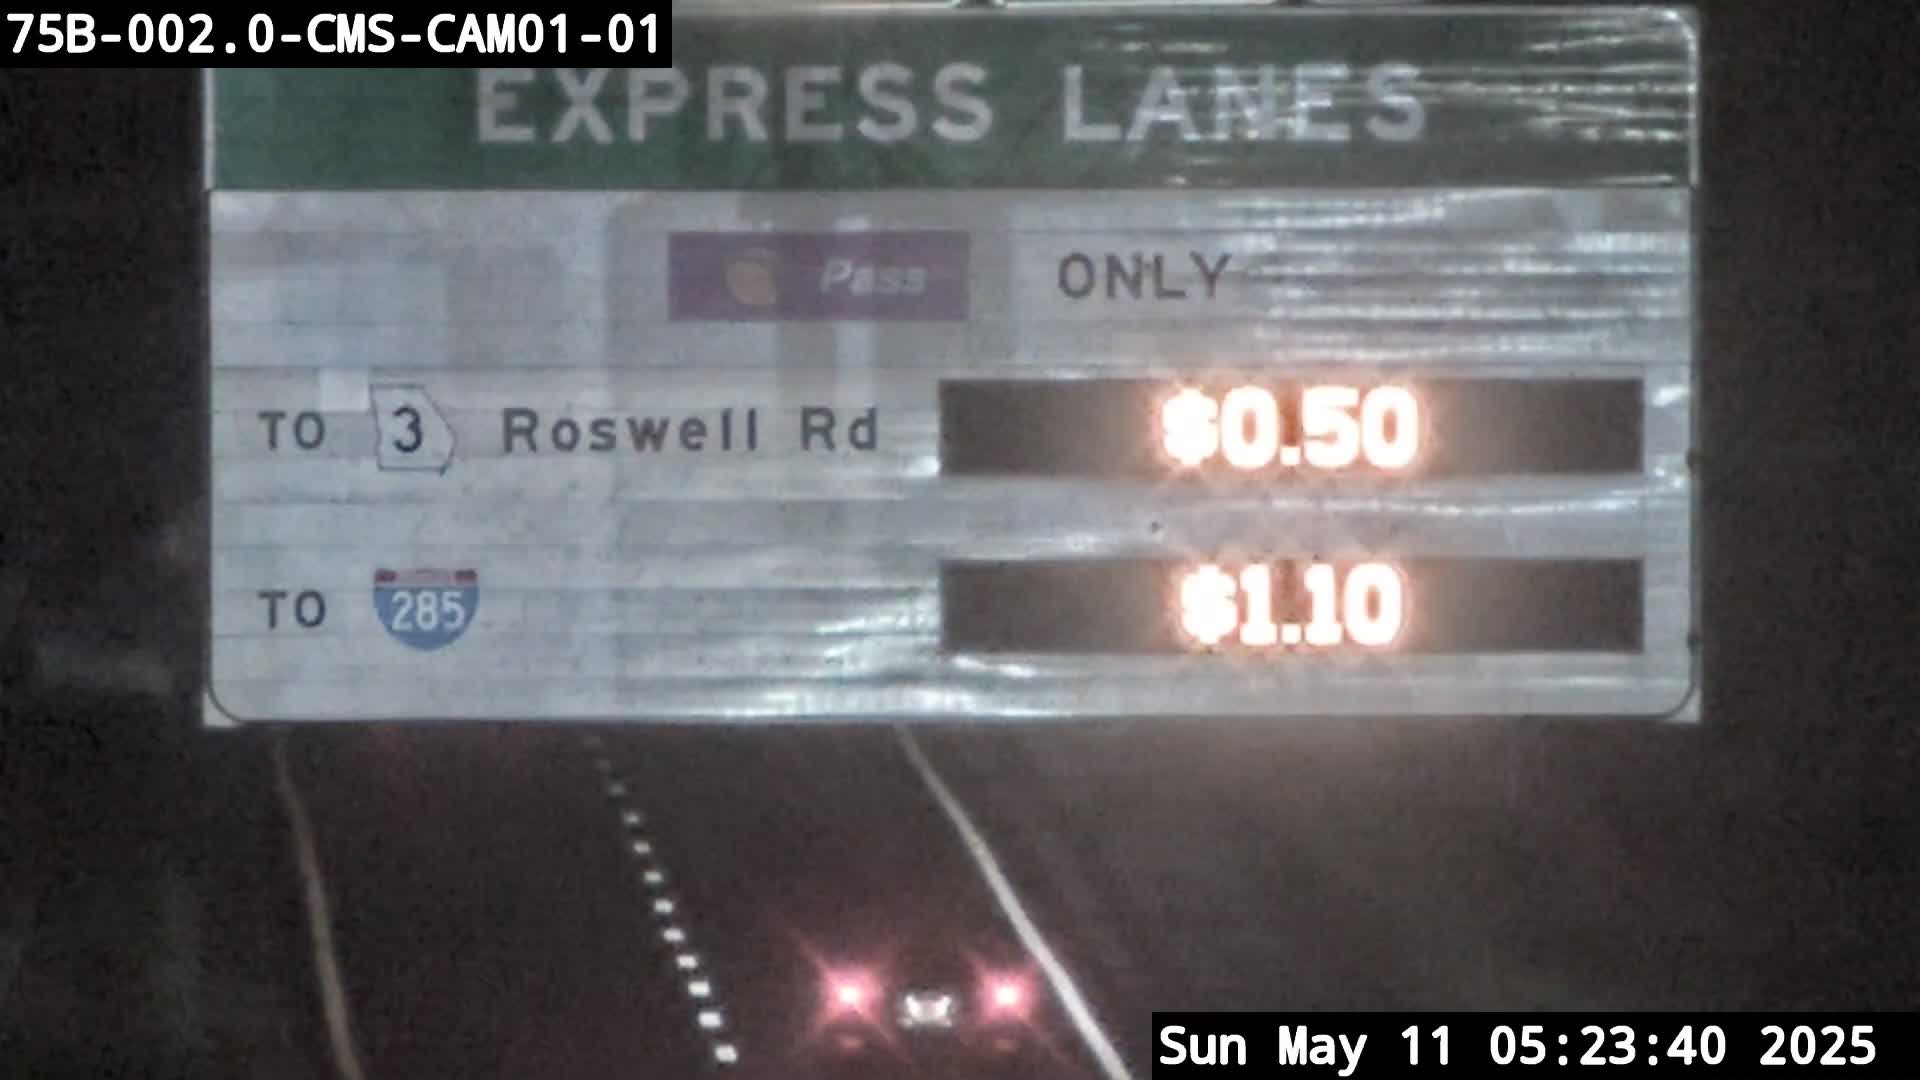 75B-002.0-CMS-CAM01-01
EXPRESS LANES
Pass ONLY
TO 3 Roswell Rd $0.50
TO 285 $1.10
Sun May 11 05:23:40 2025